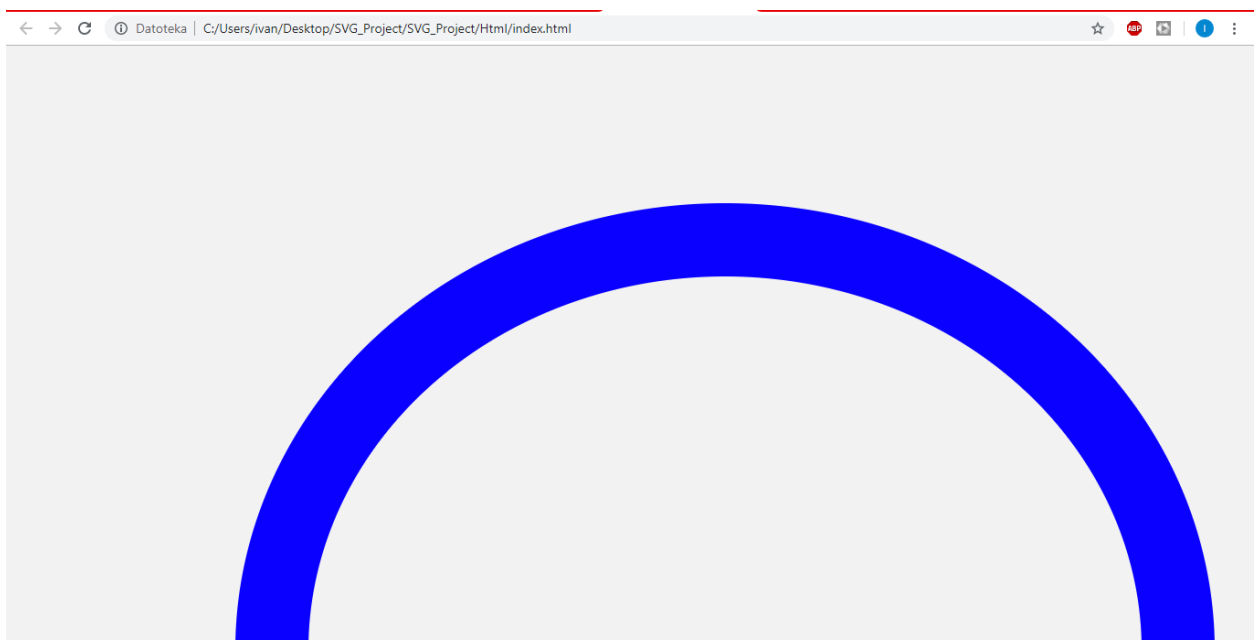 Datoteka | C:/Users/ivan/Desktop/SVG_Project/SVG_Project/Html/index.html
ABP
I